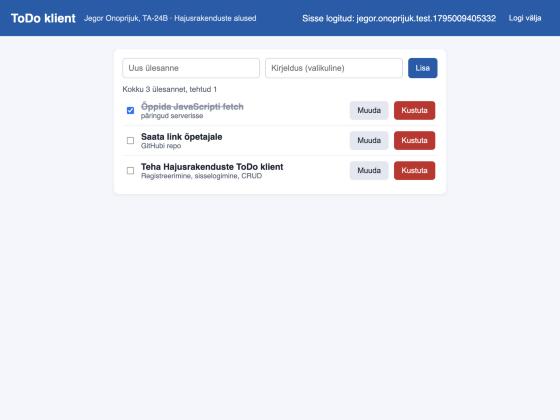 ToDo klient Jegor Onoprijuk, TA-24B · Hajusrakenduste alused Sisse logitud: jegor.onoprijuk.test.1795009405332 Logi välja
Uus ülesanne Kirjeldus (valikuline) Lisa
Kokku 3 ülesannet, tehtud 1
Õppida JavaScripti fetch Muuda Kustuta
päringud serverisse
Saata link õpetajale Muuda Kustuta
GitHubi repo
Teha Hajusrakenduste ToDo klient Muuda Kustuta
Registreerimine, sisselogimine, CRUD